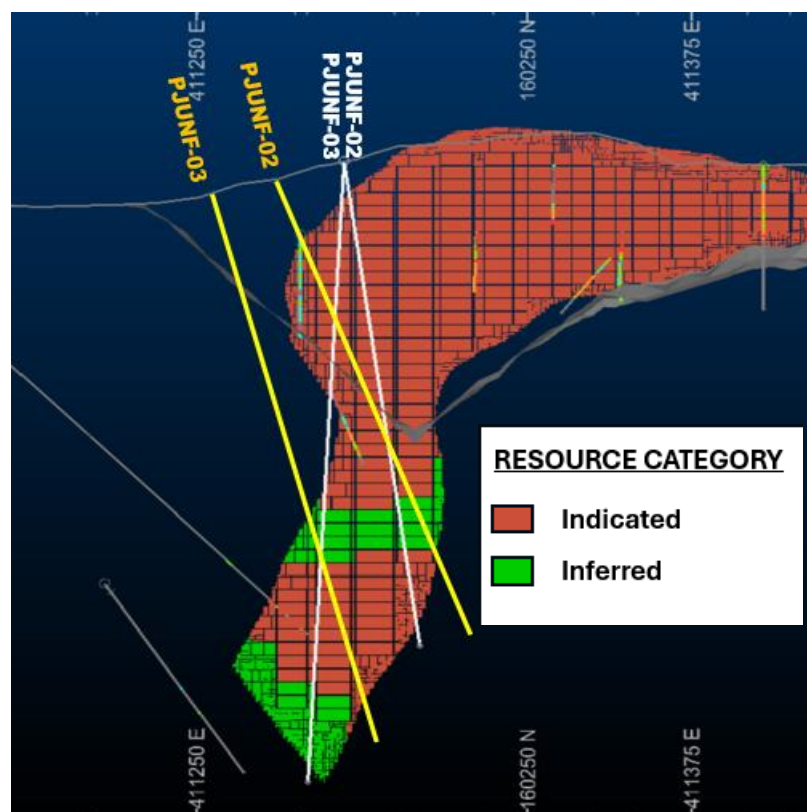 411250 E
PJUNF-03
PJUNF-02
PJUNF-02
PJUNF-03
160250 N
411375 E
RESOURCE CATEGORY
Indicated
Inferred
411250 E
160250 N
411375 E